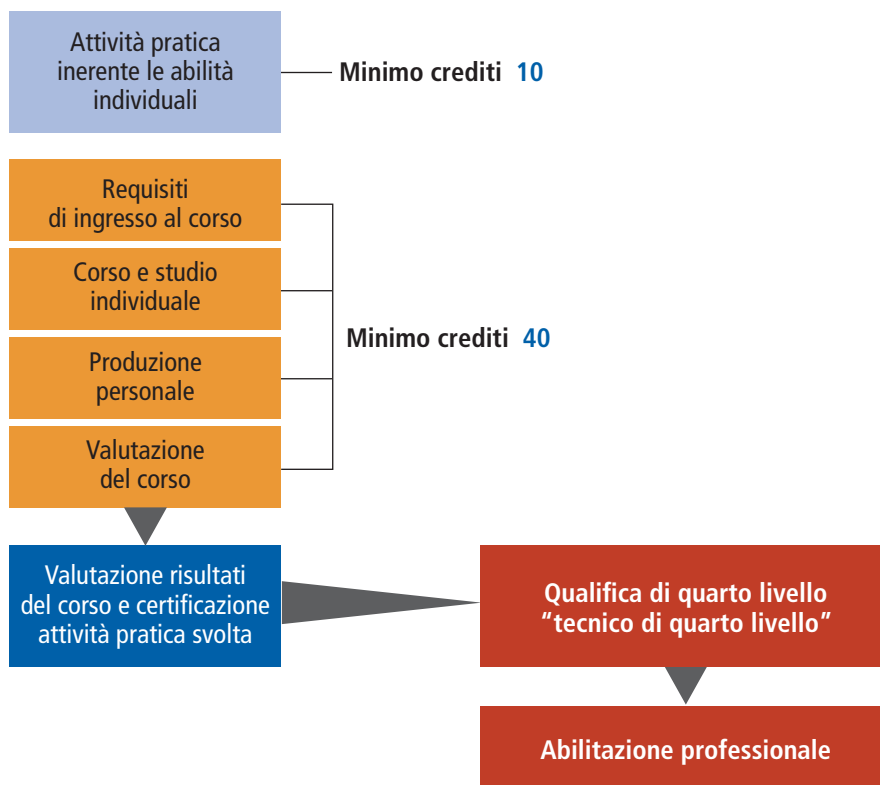 Attività pratica
inerente le abilità
individuali
Minimo crediti 10
Requisiti
di ingresso al corso
Corso e studio
individuale
Minimo crediti 40
Produzione
personale
Valutazione
del corso
Valutazione risultati
del corso e certificazione
attività pratica svolta
Qualifica di quarto livello
“tecnico di quarto livello”
Abilitazione professionale